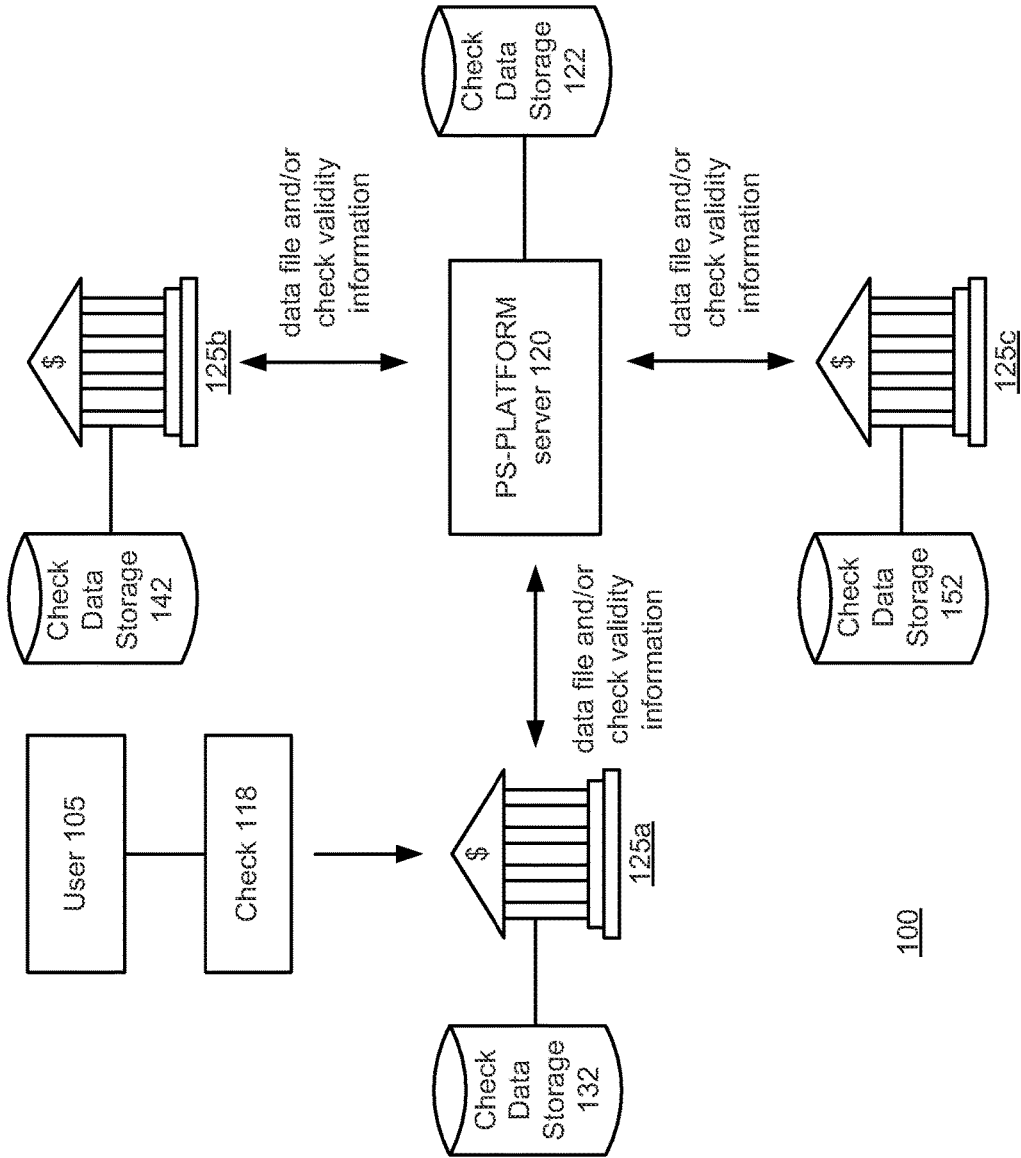 User 105
Check 118
Check
Data
Storage
142
$
125b
data file and/or
check validity
information
Check
Data
Storage
132
$
125a
data file and/or
check validity
information
PS-PLATFORM
server 120
Check
Data
Storage
122
data file and/or
check validity
information
Check
Data
Storage
152
$
125c
100